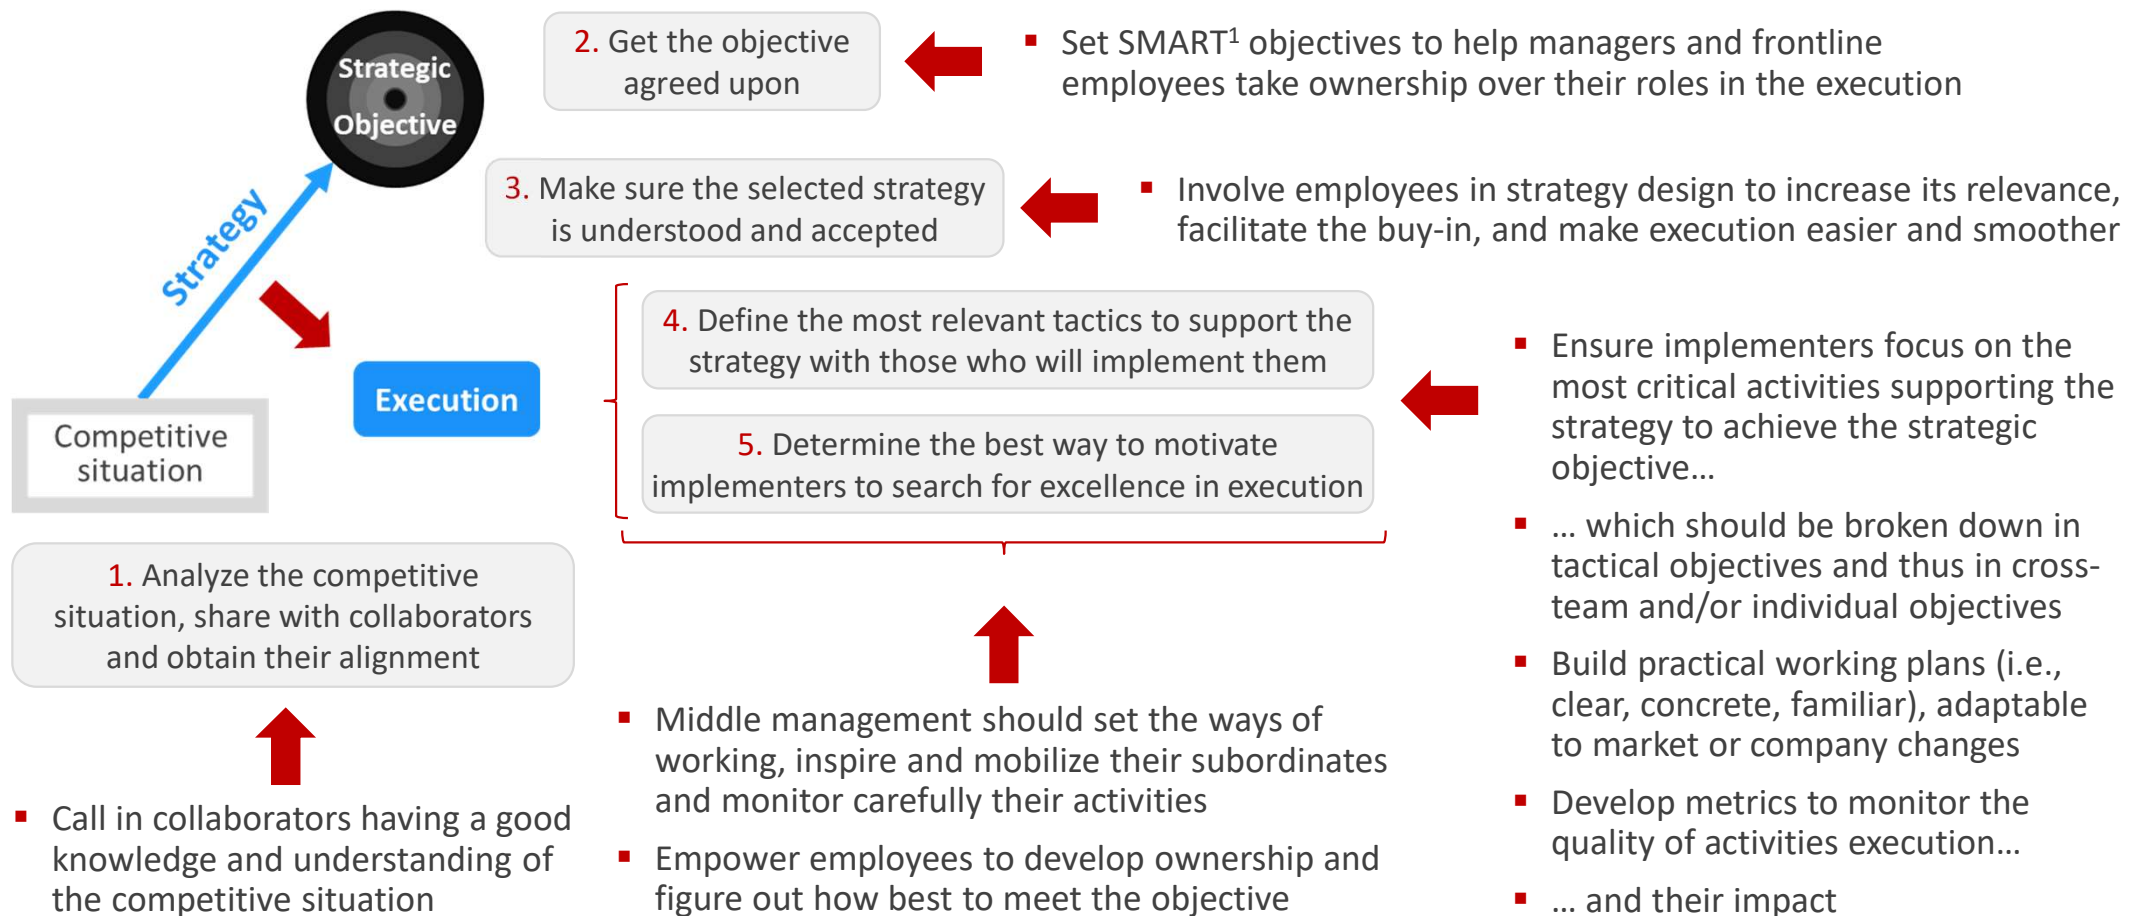 Strategic
Objective
Strategy
Execution
Competitive
situation
1. Analyze the competitive
situation, share with collaborators
and obtain their alignment
▪ Call in collaborators having a good
knowledge and understanding of
the competitive situation
2. Get the objective
agreed upon
▪ Set SMART¹ objectives to help managers and frontline
employees take ownership over their roles in the execution
3. Make sure the selected strategy
is understood and accepted
▪ Involve employees in strategy design to increase its relevance,
facilitate the buy-in, and make execution easier and smoother
4. Define the most relevant tactics to support the
strategy with those who will implement them
5. Determine the best way to motivate
implementers to search for excellence in execution
▪ Middle management should set the ways of
working, inspire and mobilize their subordinates
and monitor carefully their activities
▪ Empower employees to develop ownership and
figure out how best to meet the objective
▪ Ensure implementers focus on the
most critical activities supporting the
strategy to achieve the strategic
objective…
▪ … which should be broken down in
tactical objectives and thus in cross-
team and/or individual objectives
▪ Build practical working plans (i.e.,
clear, concrete, familiar), adaptable
to market or company changes
▪ Develop metrics to monitor the
quality of activities execution…
▪ … and their impact